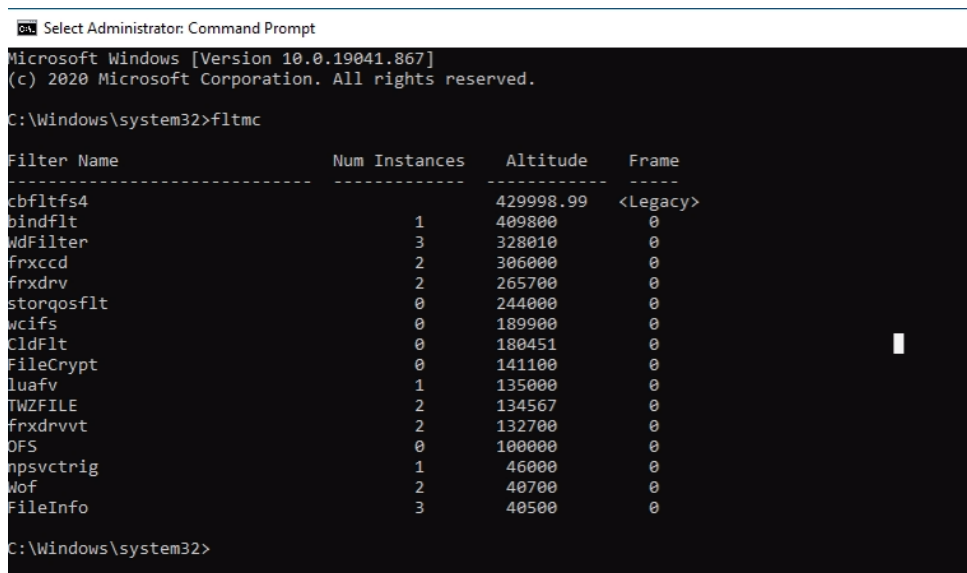 Select Administrator: Command Prompt
Microsoft Windows [Version 10.0.19041.867]
(c) 2020 Microsoft Corporation. All rights reserved.
C:\Windows\system32>fltmc
Filter Name                     Num Instances    Altitude    Frame
------------------------------  -------------  ------------  -----
cbfltfs4                                       429998.99   <Legacy>
bindflt                                 1       409800         0
WdFilter                                3       328010         0
frxccd                                  2       306000         0
frxdrv                                  2       265700         0
storqosflt                              0       244000         0
wcifs                                   0       189900         0
CldFlt                                  0       180451         0
FileCrypt                               0       141100         0
luafv                                   1       135000         0
TWZFILE                                 2       134567         0
frxdrvvt                                2       132700         0
OFS                                     0       100000         0
npsvctrig                               1        46000         0
Wof                                     2        40700         0
FileInfo                                3        40500         0
C:\Windows\system32>